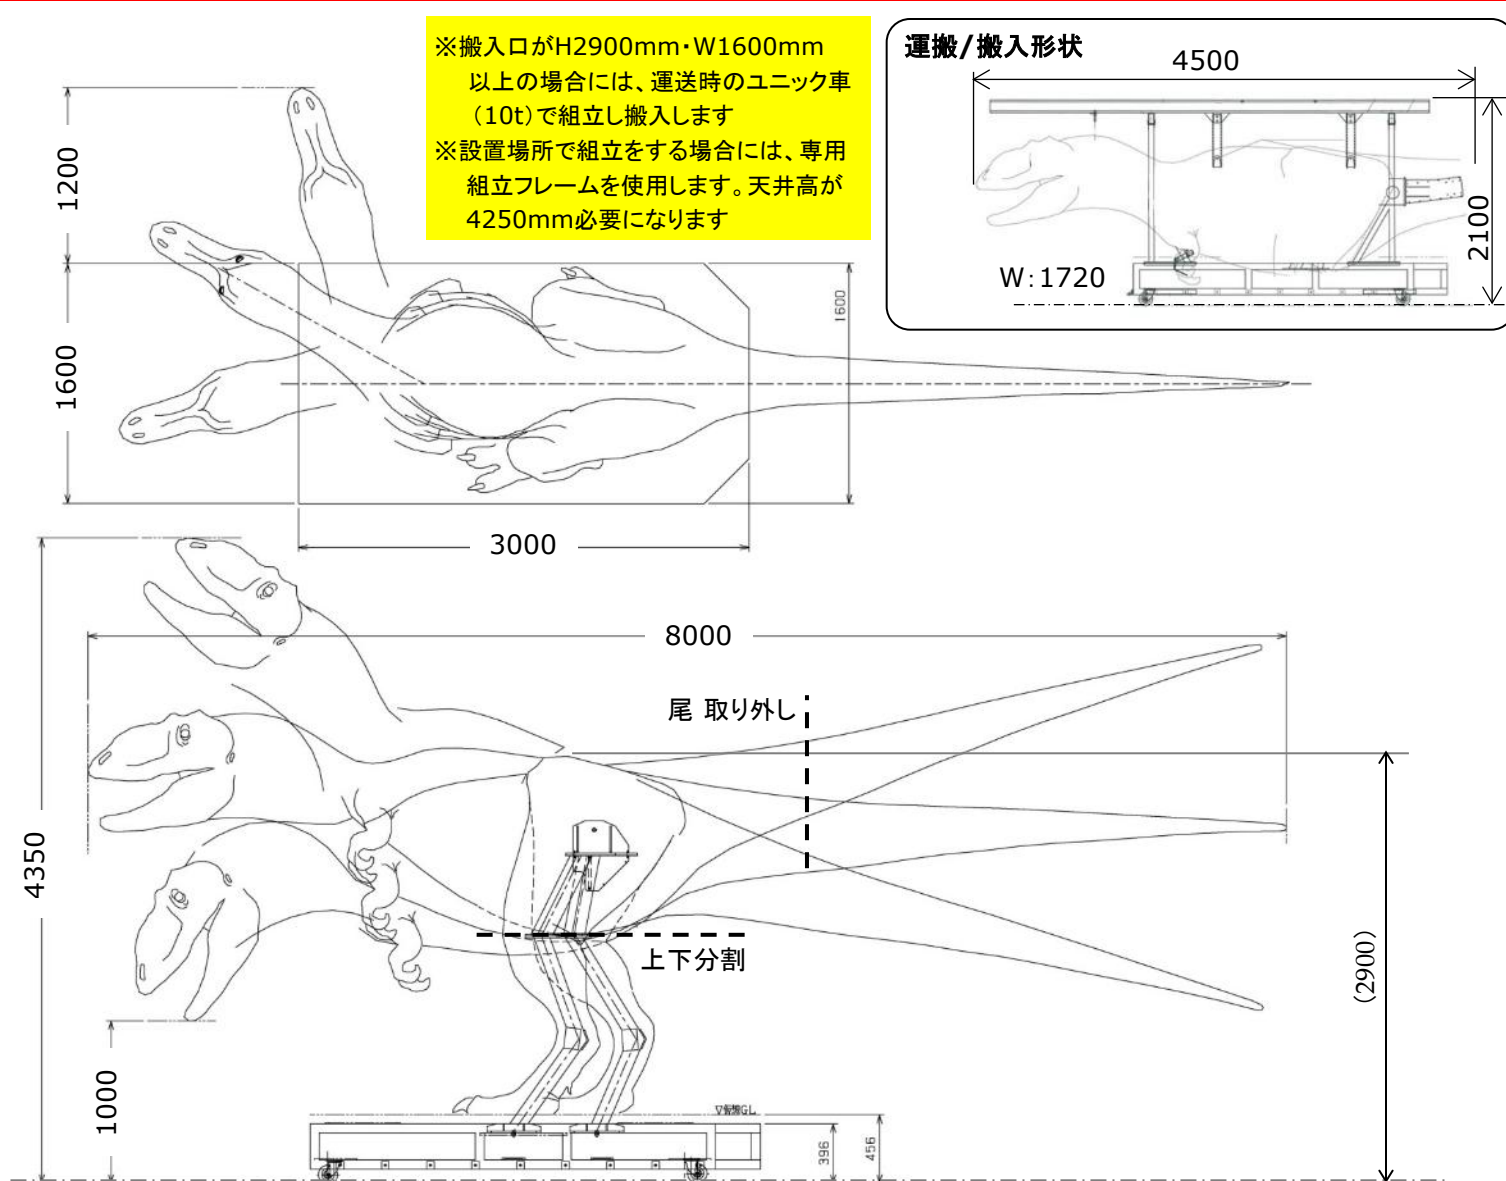 ※搬入口がH2900mm・W1600mm
以上の場合には、運送時のユニック車
（10t）で組立し搬入します
※設置場所で組立をする場合には、専用
組立フレームを使用します。天井高が
4250mm必要になります
運搬/搬入形状
4500
2100
W：1720
1200
1600
1600
3000
8000
尾 取り外し
4350
上下分割
(2900)
1000
GL
396
456